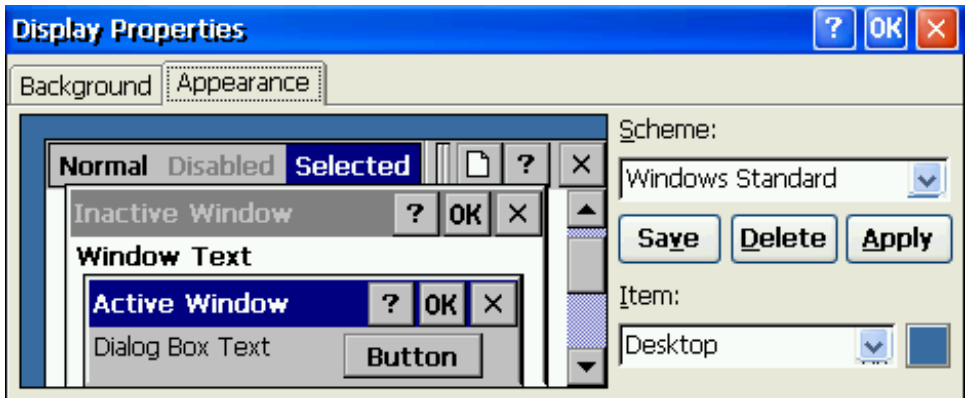 Display Properties ? OK ×
Background Appearance
Scheme:
Normal Disabled Selected ? ×
Windows Standard
Inactive Window ? OK ×
Save Delete Apply
Window Text
Item:
Active Window ? OK ×
Dialog Box Text
Desktop
Button